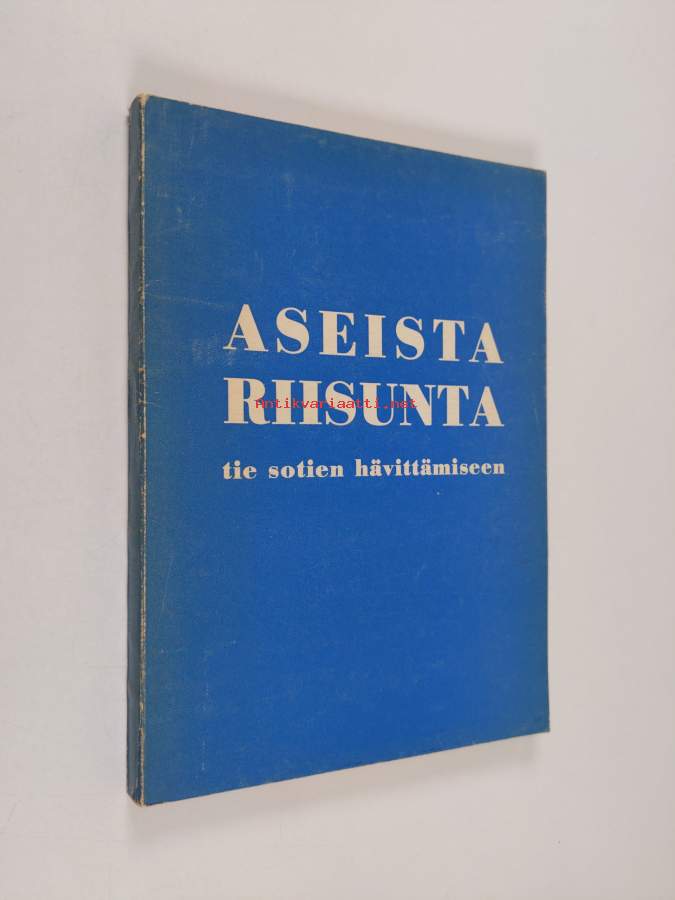 ASEISTA
RIISUNTA
Antikvariaatti.net
tie sotien hävittämiseen